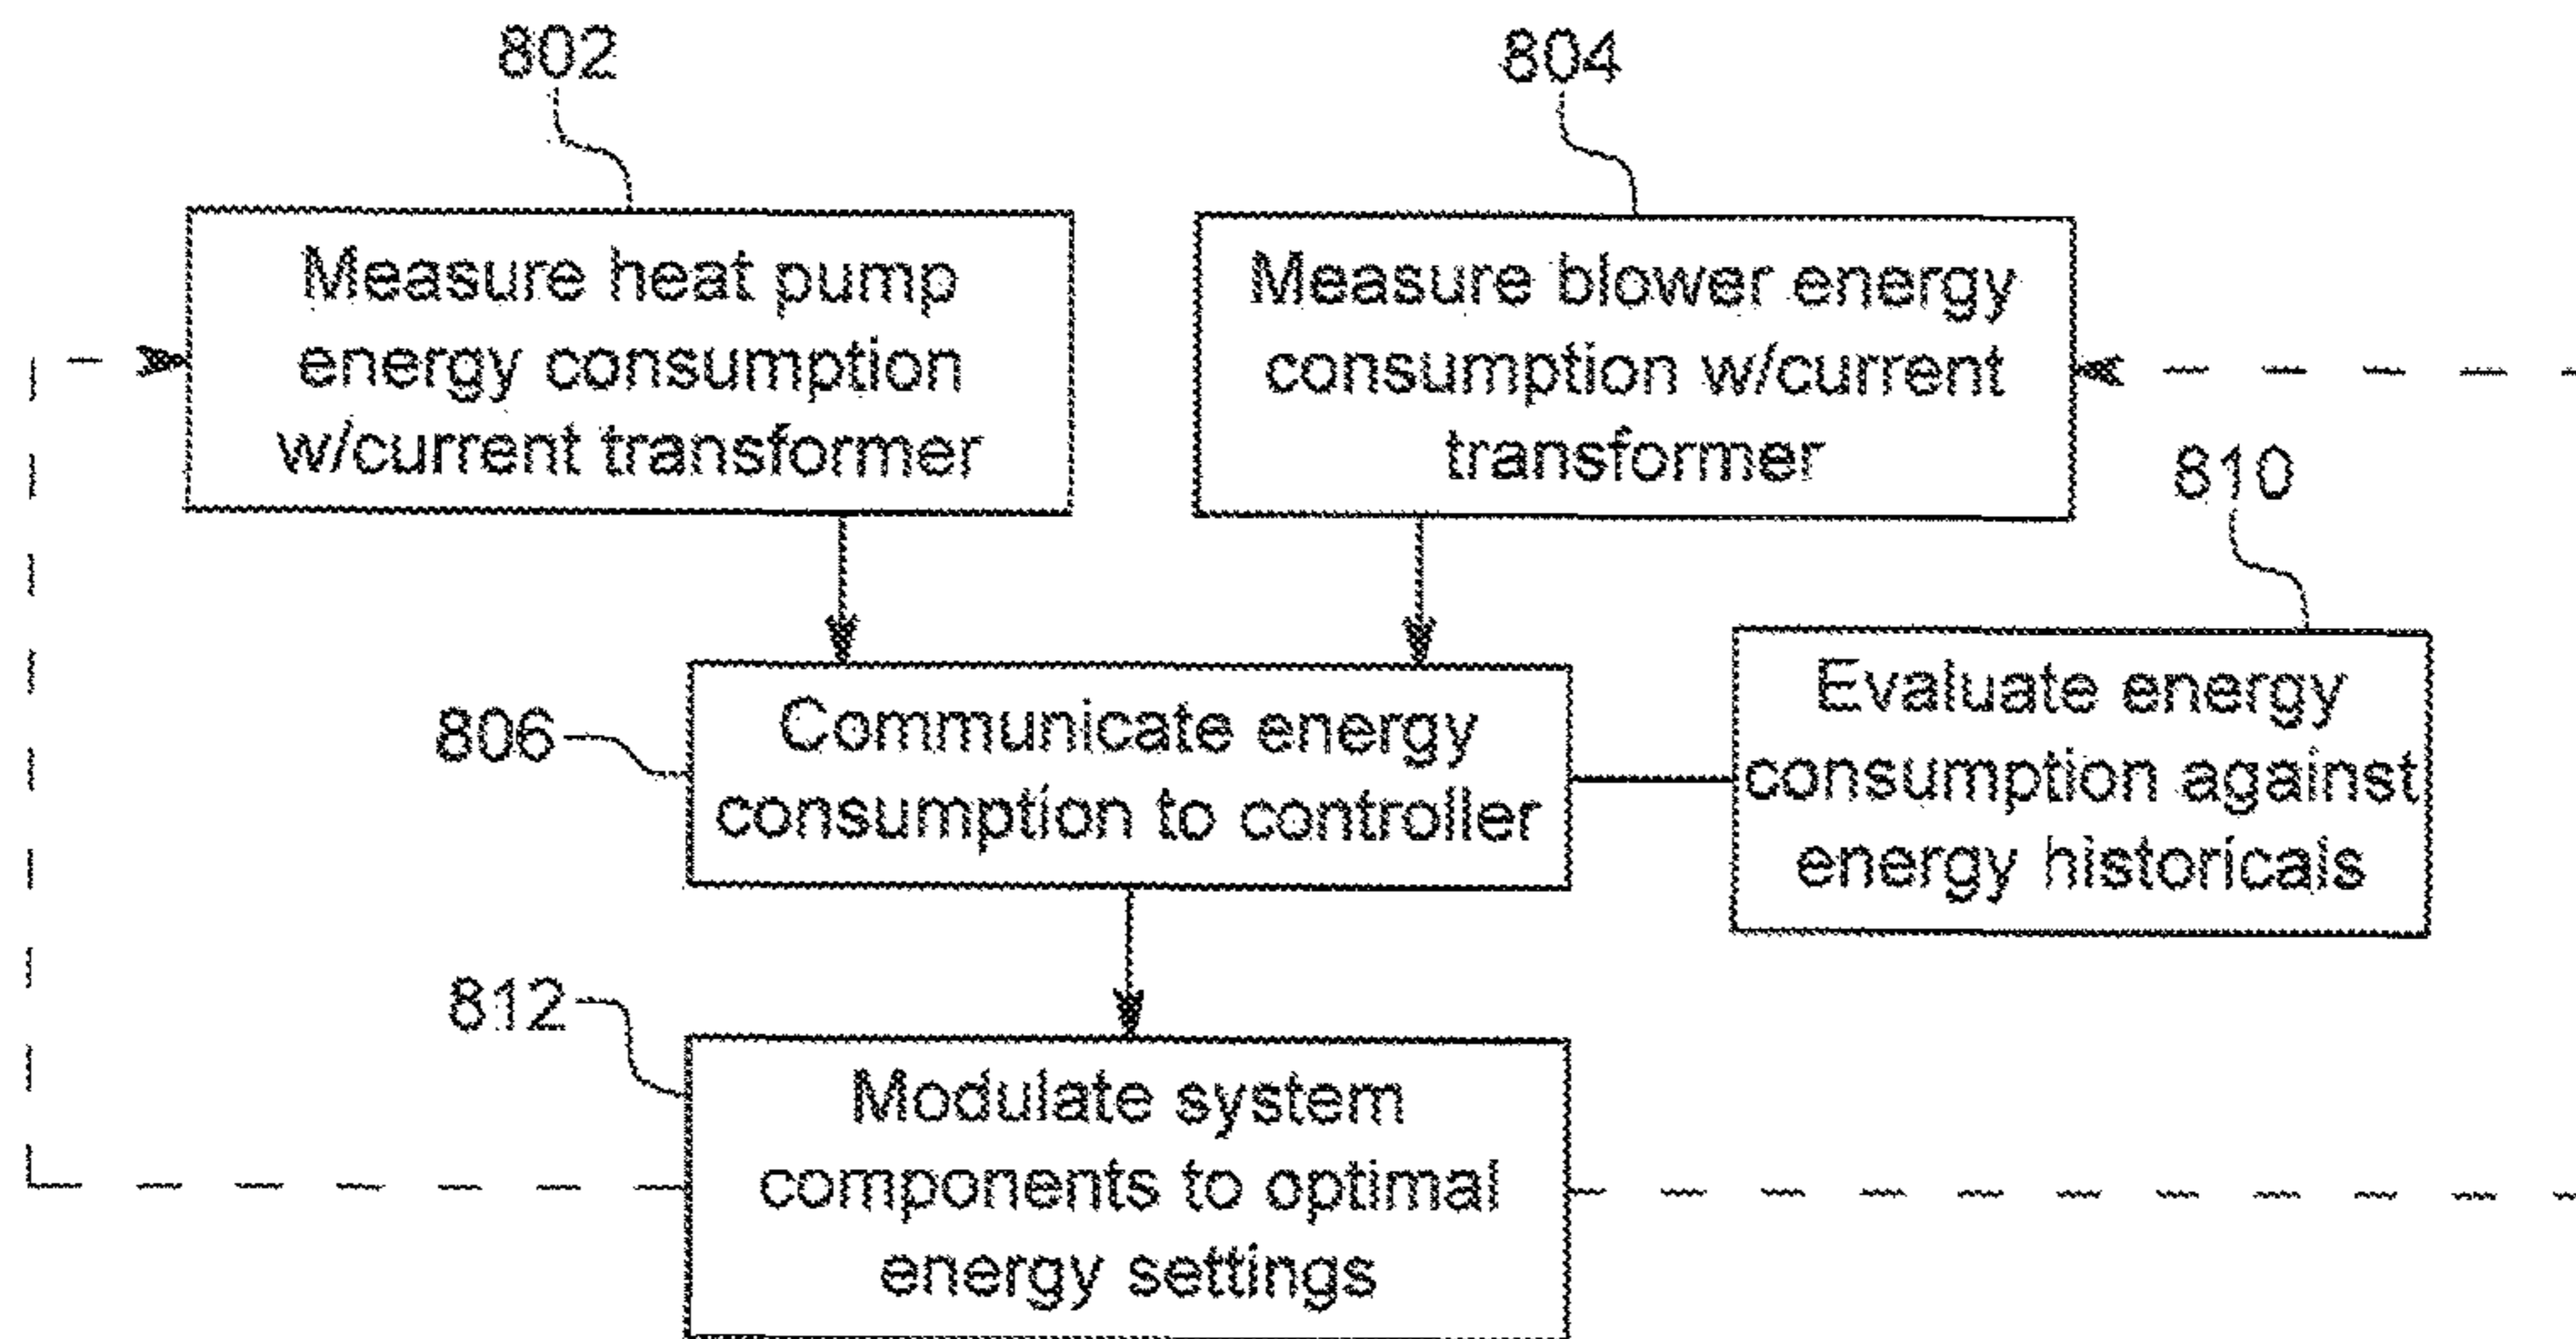 802
804
Measure heat pump
energy consumption
w/current transformer
Measure blower energy
consumption w/current
transformer
810
806
Communicate energy
consumption to controller
Evaluate energy
consumption against
energy historicals
812
Modulate system
components to optimal
energy settings